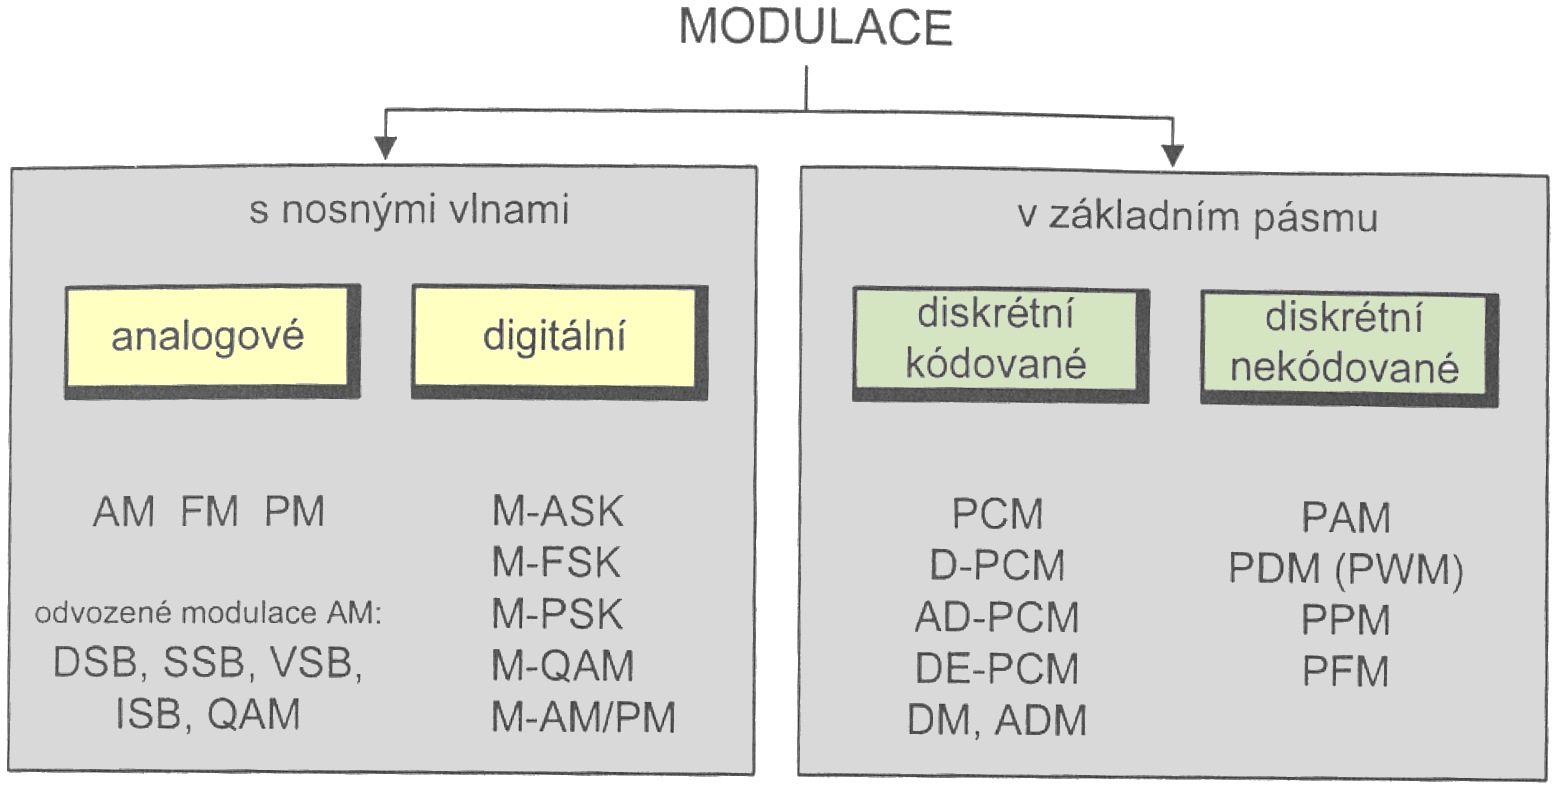 MODULACE
s nosnými vlnami
analogové
AM FM PM
odvozené modulace AM:
DSB, SSB, VSB,
ISB, QAM
digitální
M-ASK
M-FSK
M-PSK
M-QAM
M-AM/PM
v základním pásmu
diskrétní
kódované
PCM
D-PCM
AD-PCM
DE-PCM
DM, ADM
diskrétní
nekódované
PAM
PDM (PWM)
PPM
PFM